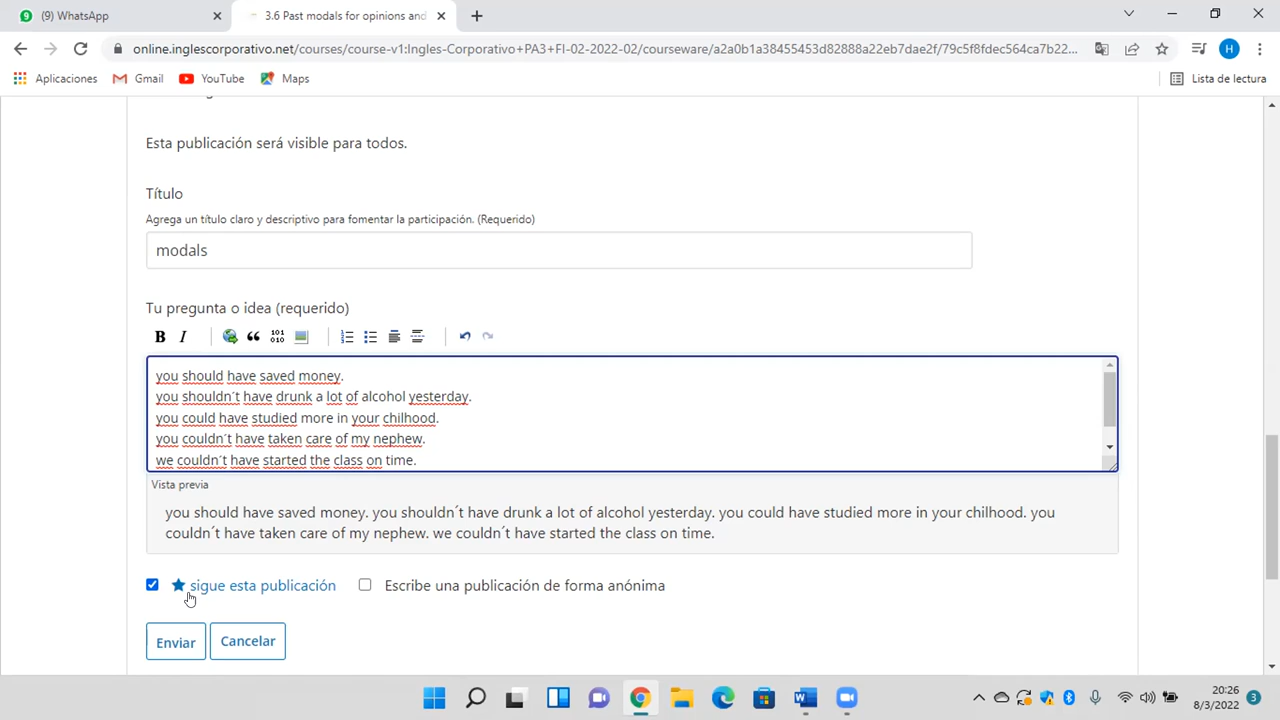 (9) WhatsApp
3.6 Past modals for opinions and
online.inglescorporativo.net/courses/course-v1:Ingles-Corporativo+PA3+FI-02-2022-02/courseware/a2a0b1a38455453d82888a22eb7dae2f/79c5f8fdec564ca7b22...
H
Aplicaciones
Gmail
YouTube
Maps
Lista de lectura
Esta publicación será visible para todos.
Título
Agrega un título claro y descriptivo para fomentar la participación. (Requerido)
modals
Tu pregunta o idea (requerido)
B I
101
010
you should have saved money.
you shouldn´t have drunk a lot of alcohol yesterday.
you could have studied more in your chilhood.
you couldn´t have taken care of my nephew.
we couldn´t have started the class on time.
Vista previa
you should have saved money. you shouldn´t have drunk a lot of alcohol yesterday. you could have studied more in your chilhood. you
couldn´t have taken care of my nephew. we couldn´t have started the class on time.
sigue esta publicación
Escribe una publicación de forma anónima
Enviar
Cancelar
20:26
8/3/2022
3